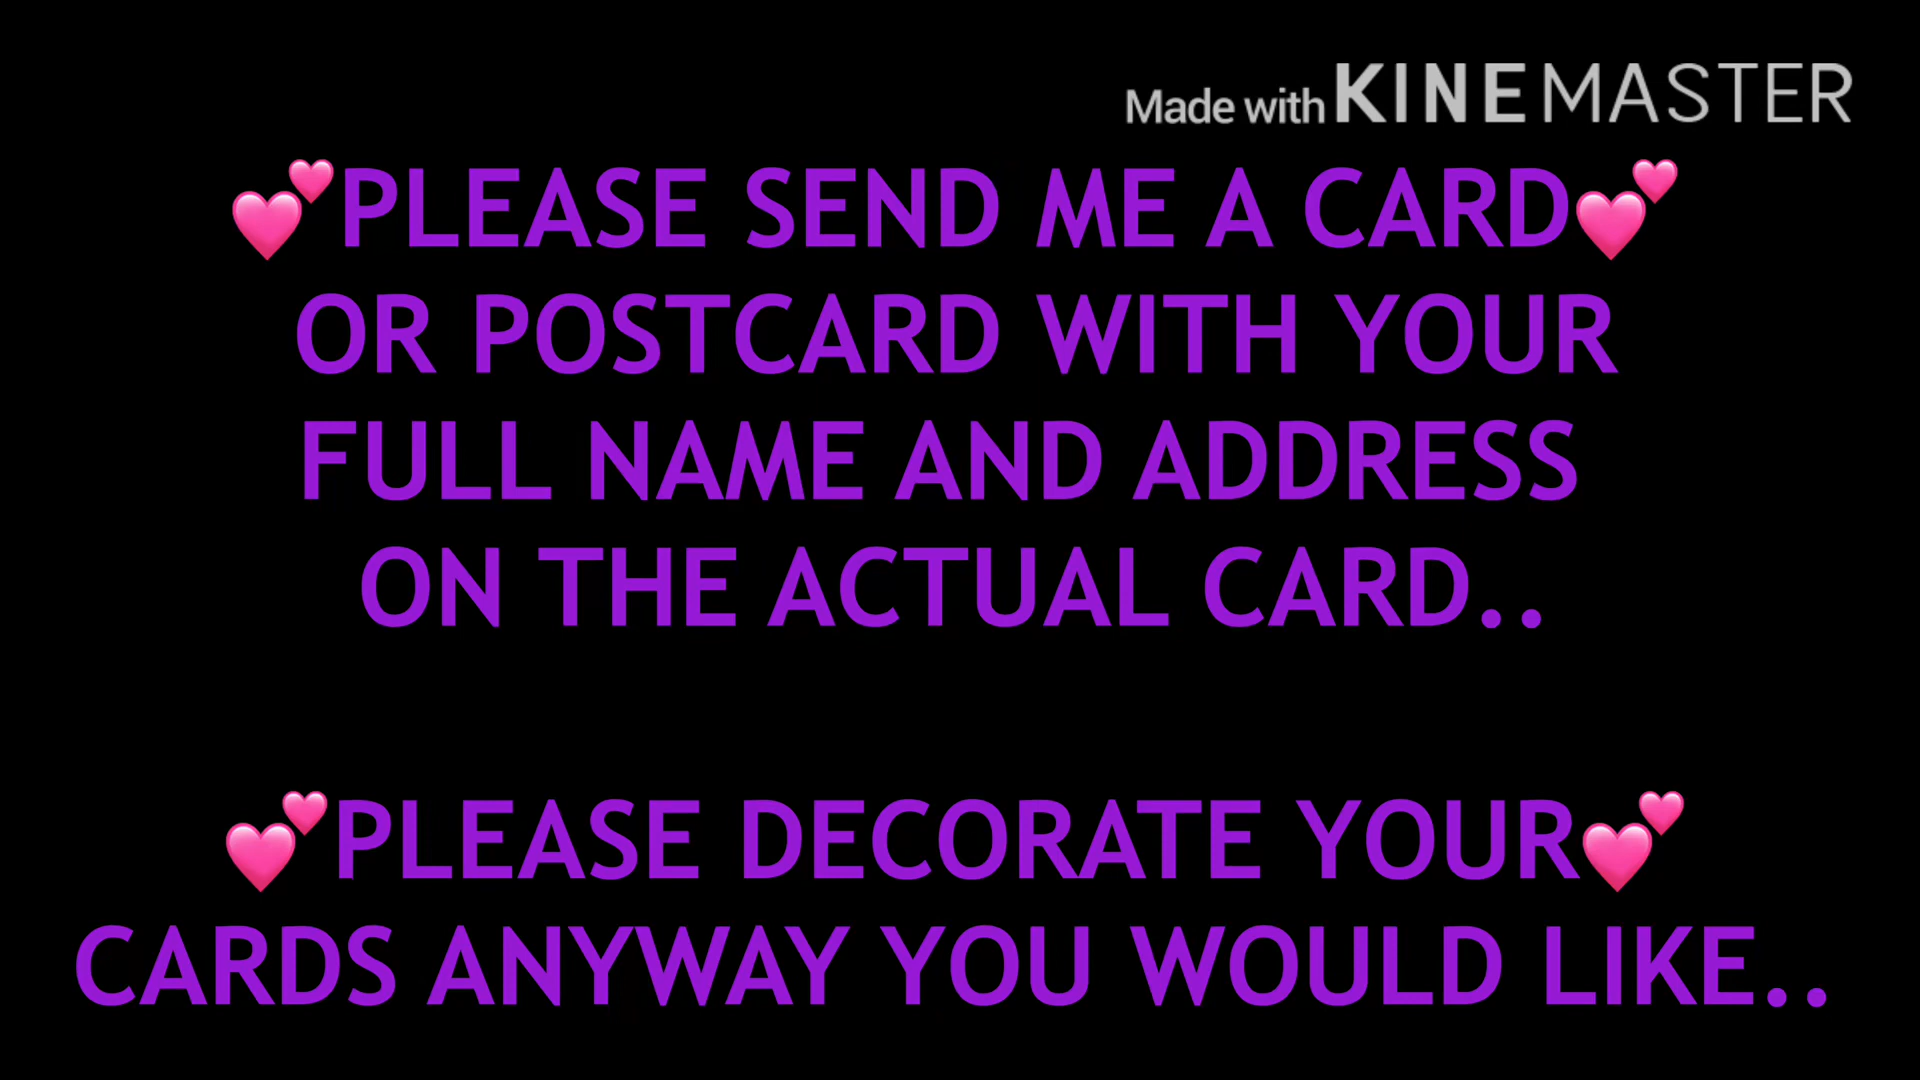 Made with KINEMASTER
💕PLEASE SEND ME A CARD💕
OR POSTCARD WITH YOUR
FULL NAME AND ADDRESS
ON THE ACTUAL CARD..
💕PLEASE DECORATE YOUR💕
CARDS ANYWAY YOU WOULD LIKE..